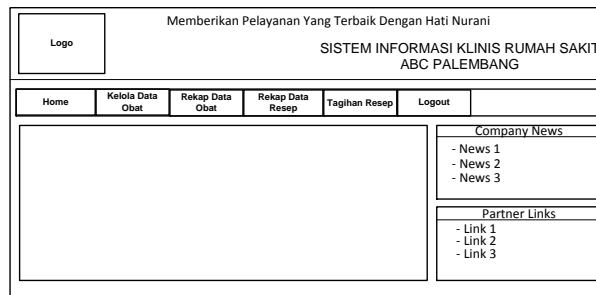 Memberikan Pelayanan Yang Terbaik Dengan Hati Nurani
Logo
SISTEM INFORMASI KLINIS RUMAH SAKIT
ABC PALEMBANG
Home
Kelola Data
Obat
Rekap Data
Obat
Rekap Data
Resep
Tagihan Resep
Logout
Company News
- News 1
- News 2
- News 3
Partner Links
- Link 1
- Link 2
- Link 3